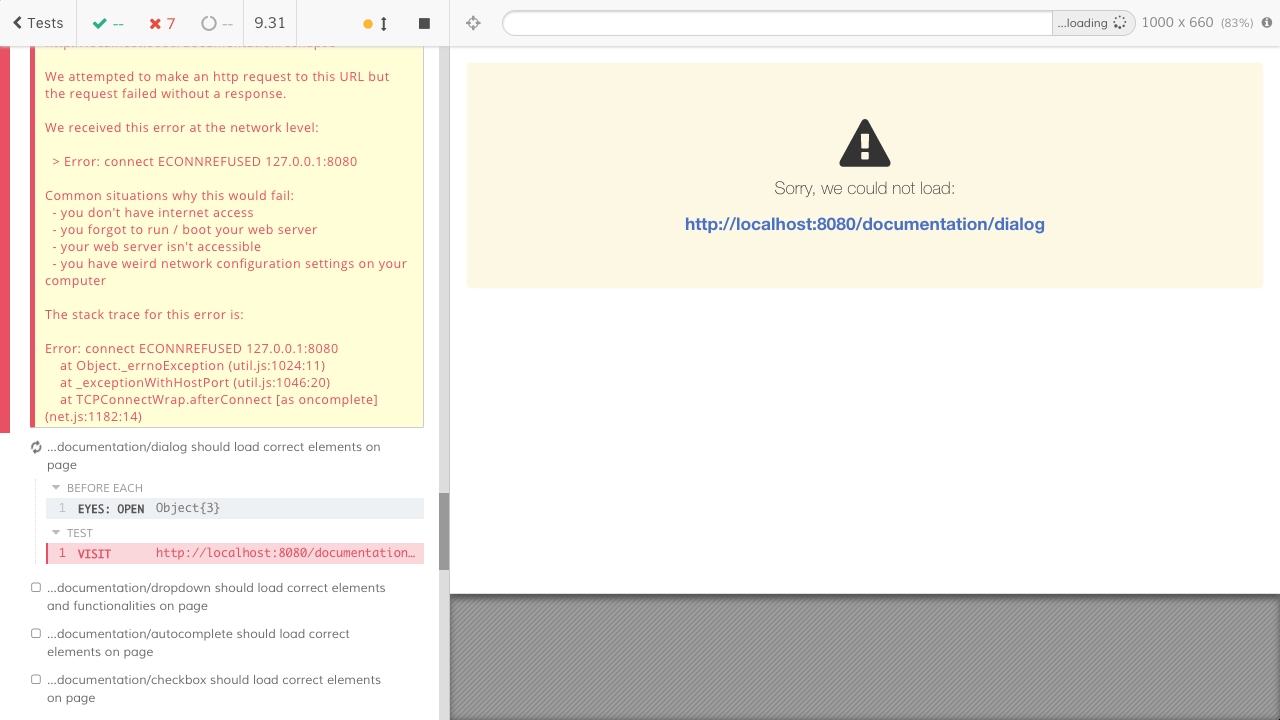 Tests
--
7
--
9.31
...loading
1000 x 660 (83%)
We attempted to make an http request to this URL but
the request failed without a response.
We received this error at the network level:
> Error: connect ECONNREFUSED 127.0.0.1:8080
Common situations why this would fail:
- you don't have internet access
- you forgot to run / boot your web server
- your web server isn't accessible
- you have weird network configuration settings on your
computer
The stack trace for this error is:
Error: connect ECONNREFUSED 127.0.0.1:8080
at Object._errnoException (util.js:1024:11)
at _exceptionWithHostPort (util.js:1046:20)
at TCPConnectWrap.afterConnect [as oncomplete]
(net.js:1182:14)
...documentation/dialog should load correct elements on
page
BEFORE EACH
1 EYES: OPEN Object{3}
TEST
1 VISIT http://localhost:8080/documentation…
...documentation/dropdown should load correct elements
and functionalities on page
...documentation/autocomplete should load correct
elements on page
...documentation/checkbox should load correct elements
on page
Sorry, we could not load:
http://localhost:8080/documentation/dialog